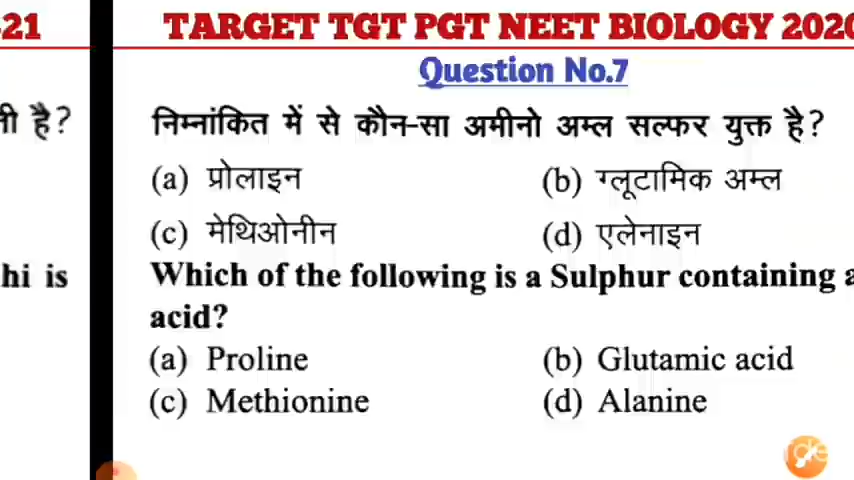 21
TARGET TGT PGT NEET BIOLOGY 2020
Question No.7
है?
निम्नांकित में से कौन-सा अमीनो अम्ल सल्फर युक्त है?
(a) प्रोलाइन (b) ग्लूटामिक अम्ल
(c) मेथिओनीन (d) एलेनाइन
hi is
Which of the following is a Sulphur containing
acid?
(a) Proline (b) Glutamic acid
(c) Methionine (d) Alanine